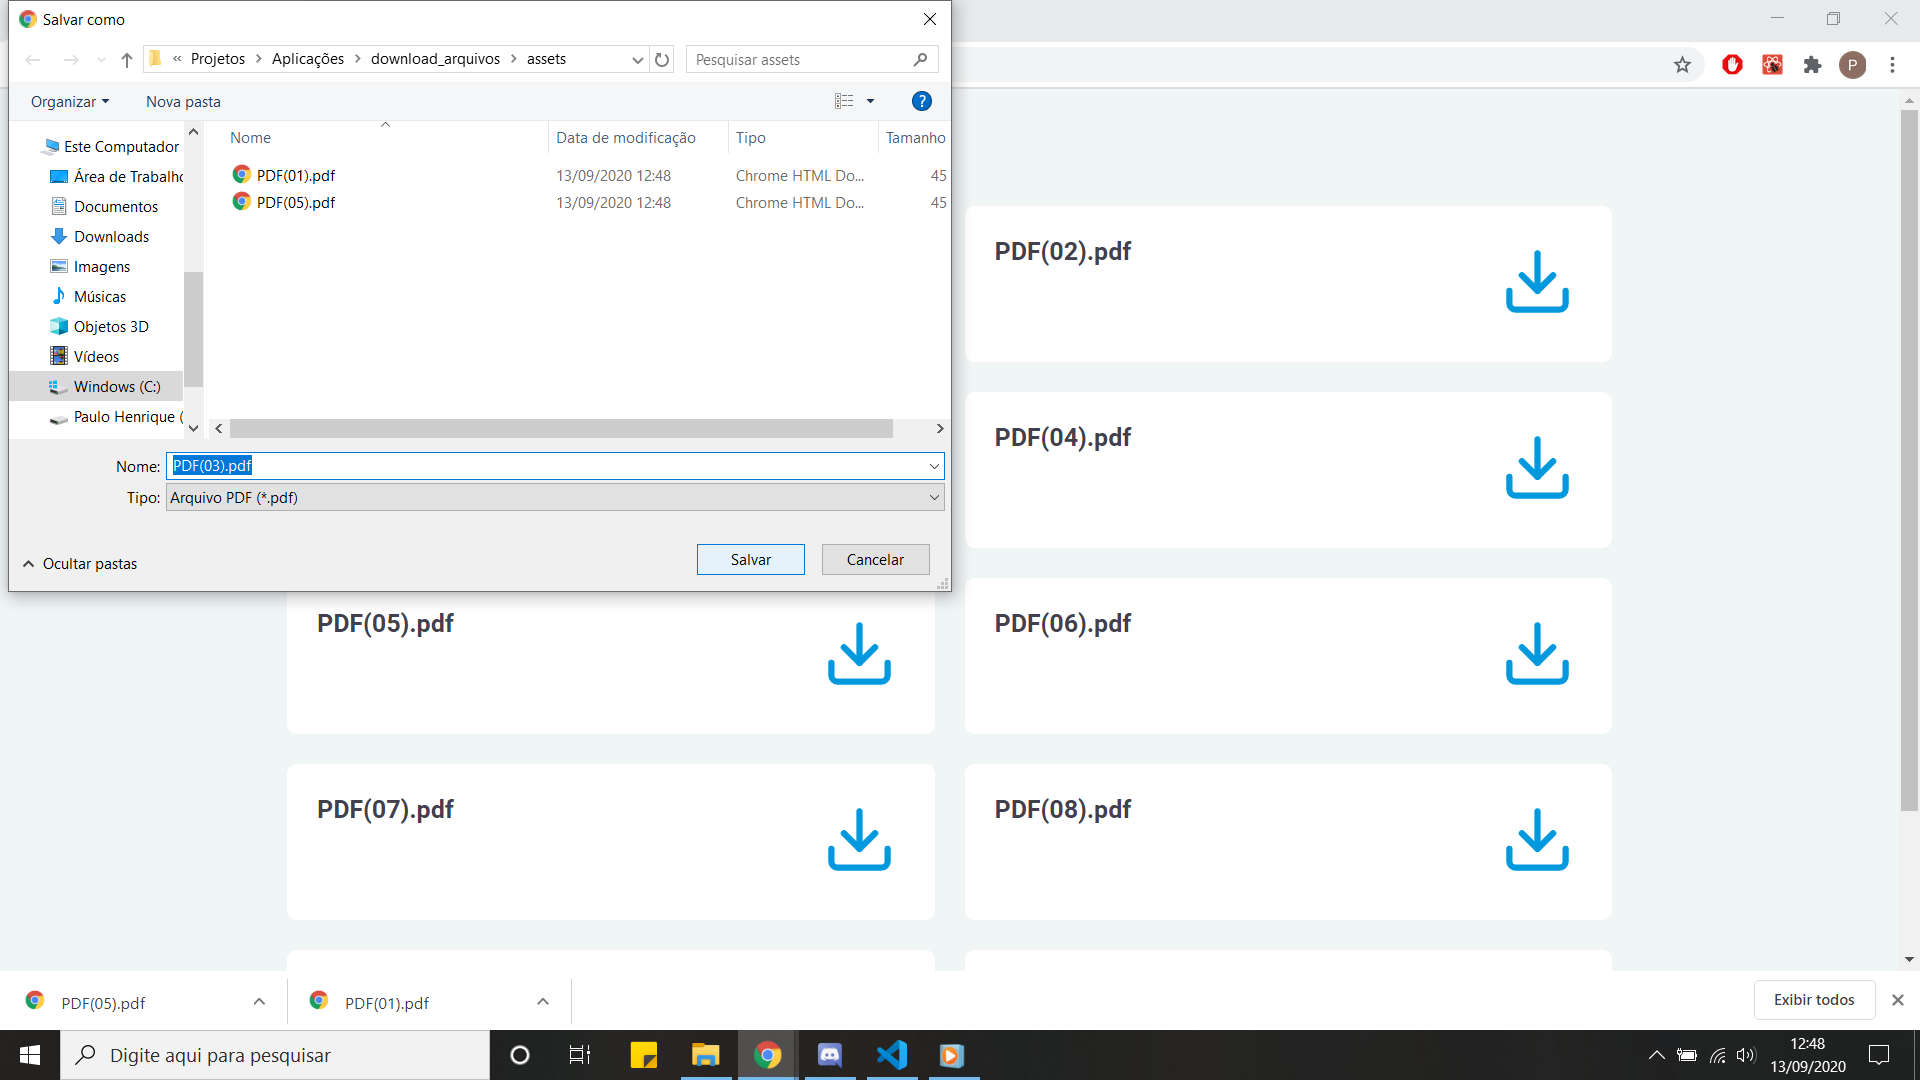 Salvar como
« Projetos > Aplicações > download_arquivos > assets
Pesquisar assets
Organizar
Nova pasta
?
Este Computador
Área de Trabalho
Documentos
Downloads
Imagens
Músicas
Objetos 3D
Vídeos
Windows (C:)
Paulo Henrique (
Nome Data de modificação Tipo Tamanho
PDF(01).pdf 13/09/2020 12:48 Chrome HTML Do... 45
PDF(05).pdf 13/09/2020 12:48 Chrome HTML Do... 45
Nome: PDF(03).pdf
Tipo: Arquivo PDF (*.pdf)
Ocultar pastas
Salvar
Cancelar
P
PDF(02).pdf
PDF(04).pdf
PDF(05).pdf
PDF(06).pdf
PDF(07).pdf
PDF(08).pdf
PDF(05).pdf
PDF(01).pdf
Exibir todos
Digite aqui para pesquisar
12:48
13/09/2020